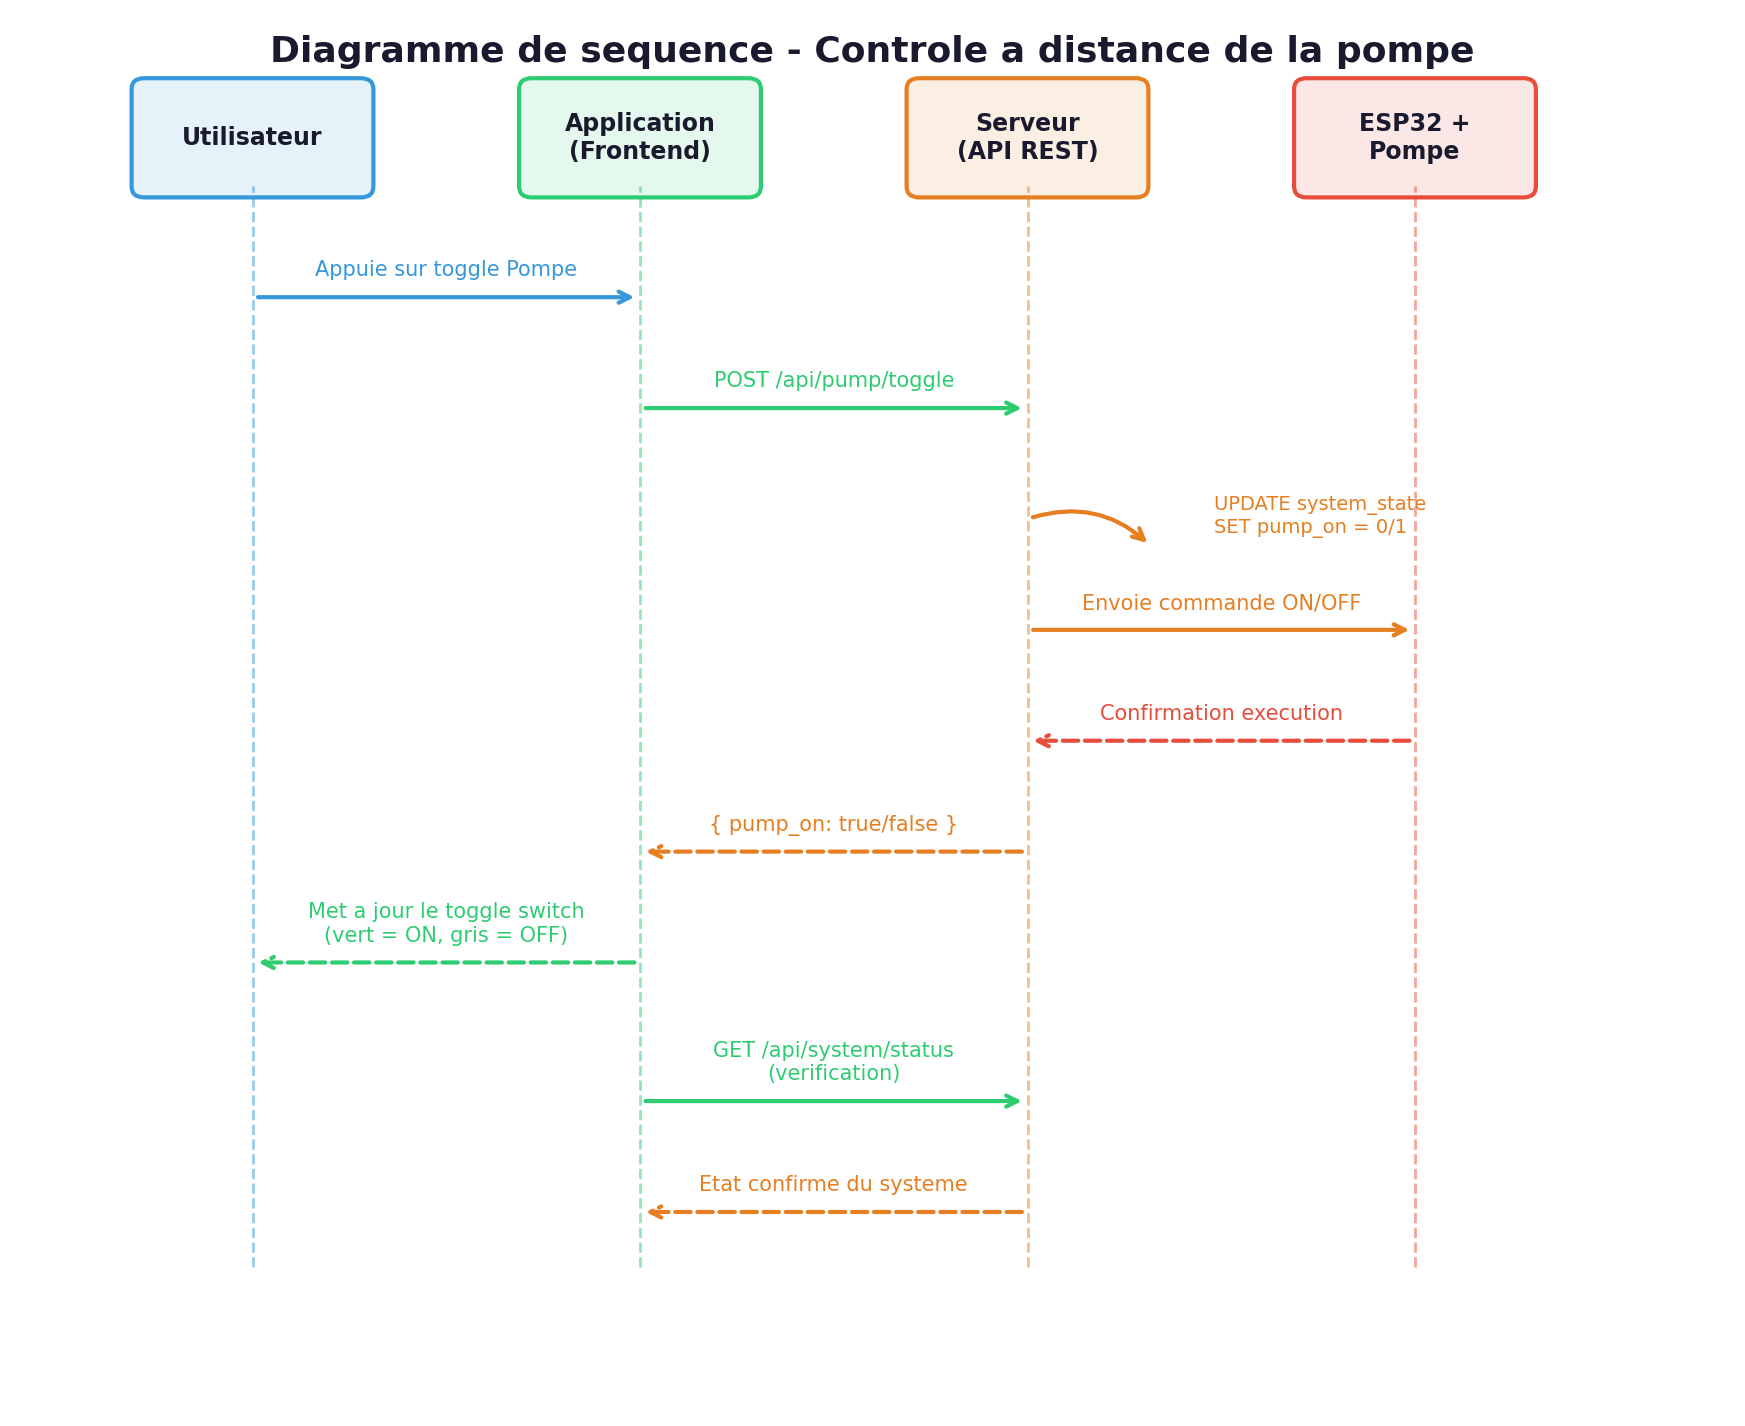 Diagramme de sequence - Controle a distance de la pompe
Utilisateur
Application
(Frontend)
Serveur
(API REST)
ESP32 +
Pompe
Appuie sur toggle Pompe
POST /api/pump/toggle
UPDATE system_state
SET pump_on = 0/1
Envoie commande ON/OFF
Confirmation execution
{ pump_on: true/false }
Met a jour le toggle switch
(vert = ON, gris = OFF)
GET /api/system/status
(verification)
Etat confirme du systeme